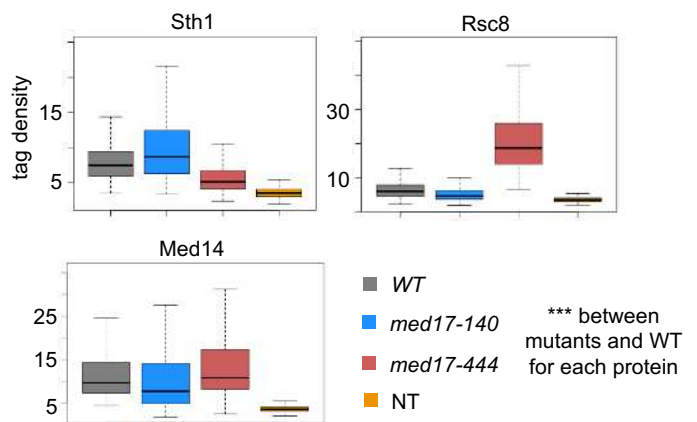 Sth1
tag density
15
5
Rsc8
30
10
Med14
25
15
5
WT
med17-140
med17-444
NT
*** between
mutants and WT
for each protein